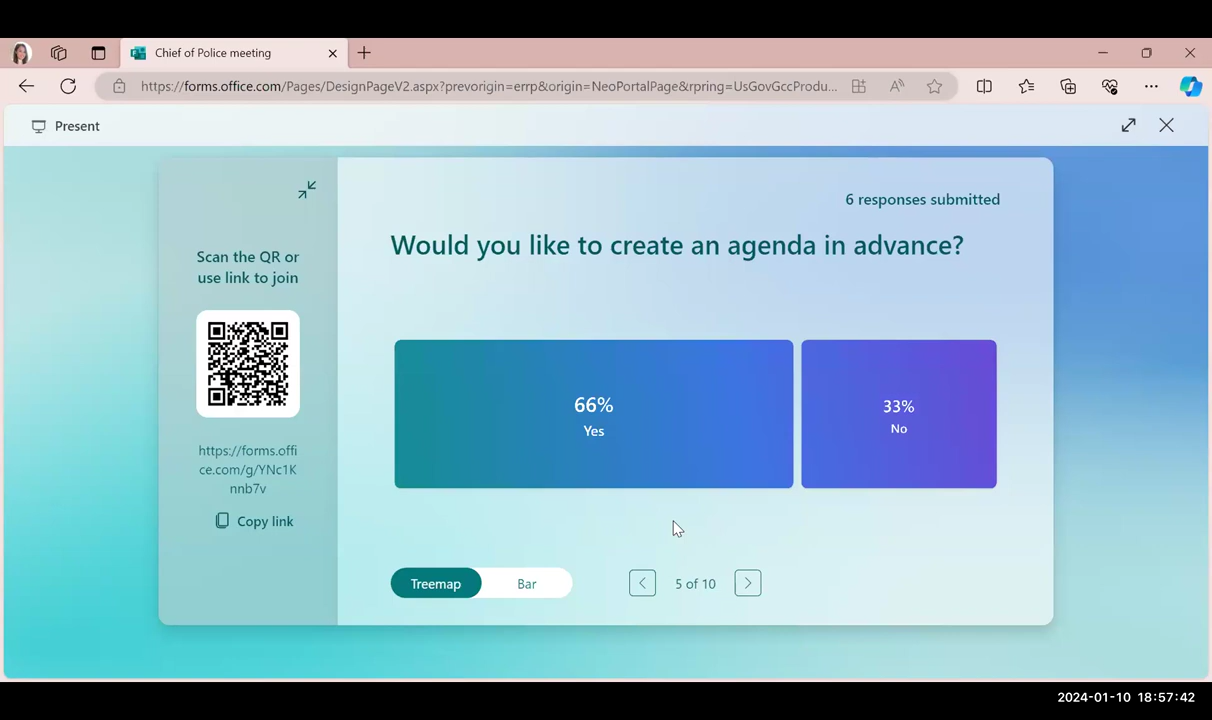 Chief of Police meeting
https://forms.office.com/Pages/DesignPageV2.aspx?prevorigin=errp&origin=NeoPortalPage&rpring=UsGovGccProdu...
Present
6 responses submitted
Would you like to create an agenda in advance?
Scan the QR or
use link to join
https://forms.offi
ce.com/g/YNc1K
nnb7v
Copy link
66%
Yes
33%
No
Treemap
Bar
5 of 10
2024-01-10 18:57:42